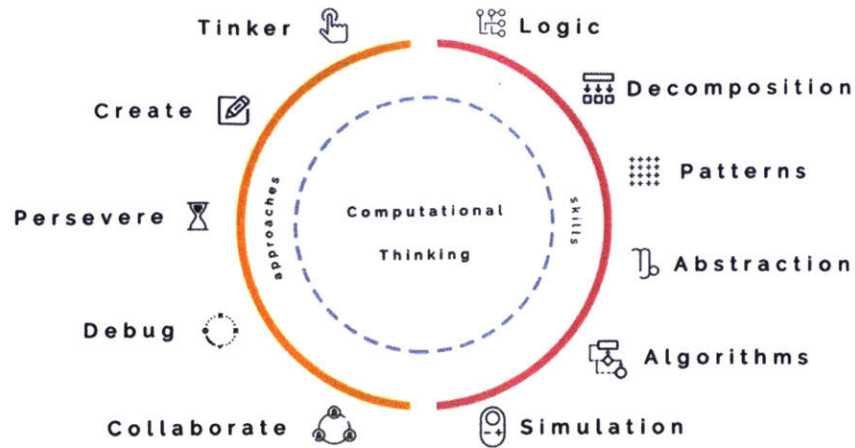 Tinker
Logic
Create
Decomposition
Patterns
Persevere
approaches
Computational
Thinking
skills
Abstraction
Debug
Algorithms
Collaborate
Simulation